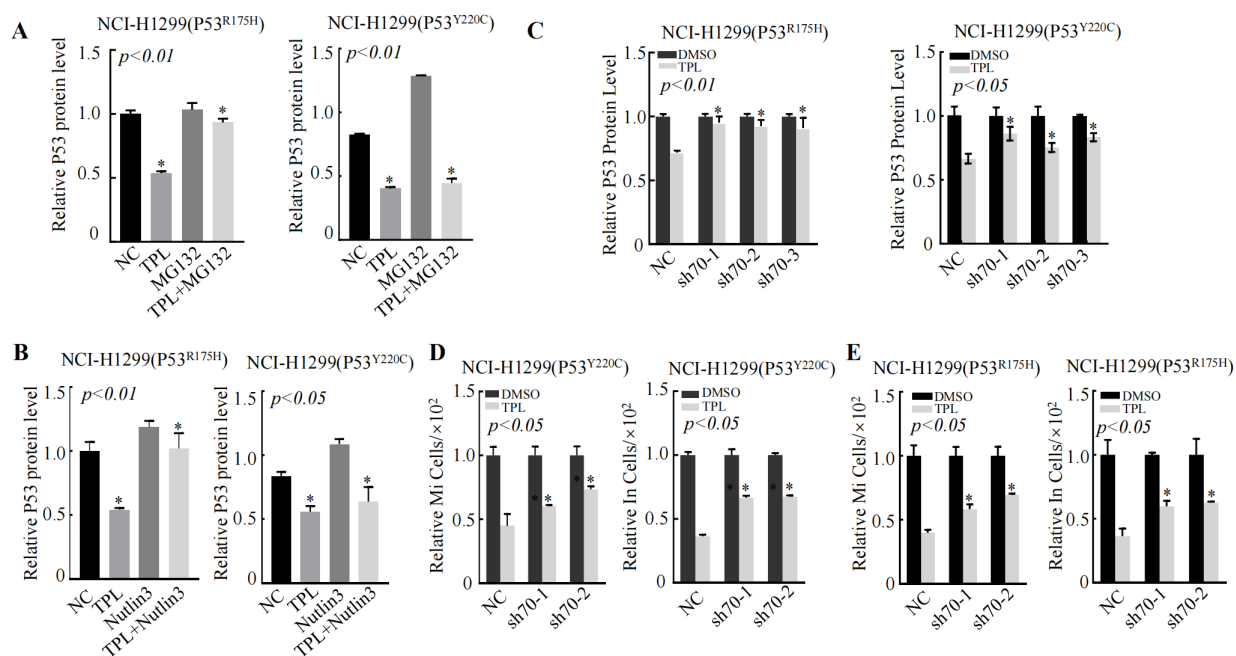 A
NCI-H1299(P53R175H)
p<0.01
Relative P53 protein level
1.5
1.0
0.5
0
*
*
NC
TPL
MG132
TPL+MG132
NCI-H1299(P53Y220C)
p<0.01
Relative P53 protein level
1.0
0.5
0
*
*
NC
TPL
MG132
TPL+MG132
C
NCI-H1299(P53R175H)
DMSO
TPL
p<0.01
Relative P53 Protein Level
1.5
1.0
0.5
0
*
*
*
NC
sh70-1
sh70-2
sh70-3
NCI-H1299(P53Y220C)
DMSO
TPL
p<0.05
Relative P53 Protein Level
1.5
1.0
0.5
0
*
*
*
NC
sh70-1
sh70-2
sh70-3
B
NCI-H1299(P53R175H)
p<0.01
Relative P53 protein level
1.5
1.0
0.5
0
*
*
NC
TPL
Nutlin3
TPL+Nutlin3
NCI-H1299(P53Y220C)
p<0.05
Relative P53 protein level
1.0
0.5
0
*
*
NC
TPL
Nutlin3
TPL+Nutlin3
D
NCI-H1299(P53Y220C)
DMSO
TPL
p<0.05
Relative Mi Cells/×102
1.5
1.0
0.5
0
*
*
*
*
NC
sh70-1
sh70-2
NCI-H1299(P53Y220C)
DMSO
TPL
p<0.05
Relative In Cells/×102
1.5
1.0
0.5
0
*
*
*
*
NC
sh70-1
sh70-2
E
NCI-H1299(P53R175H)
DMSO
TPL
p<0.05
Relative Mi Cells/×102
1.5
1.0
0.5
0
*
*
NC
sh70-1
sh70-2
NCI-H1299(P53R175H)
DMSO
TPL
p<0.05
Relative In Cells/×102
1.5
1.0
0.5
0
*
*
NC
sh70-1
sh70-2